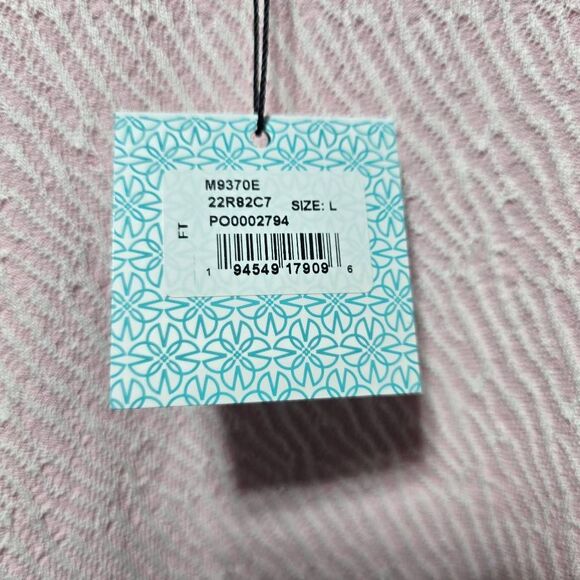 M9370E
22R82C7 SIZE: L
PO0002794
FT
1 94549 17909 6